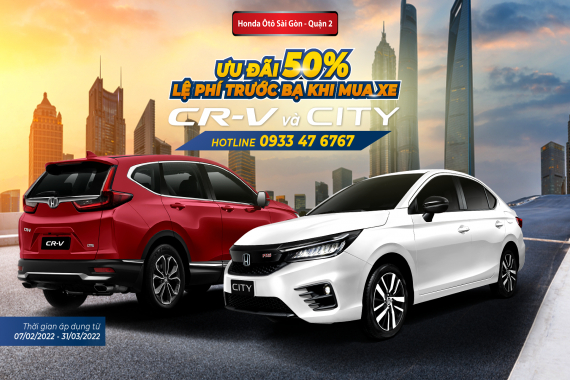 Honda Ôtô Sài Gòn - Quận 2
ƯU ĐÃI 50%
LỆ PHÍ TRƯỚC BẠ KHI MUA XE
CR-V và CITY
HOTLINE 0933 47 6767
CR-V
CITY
RS
Thời gian áp dụng từ
07/02/2022 - 31/03/2022